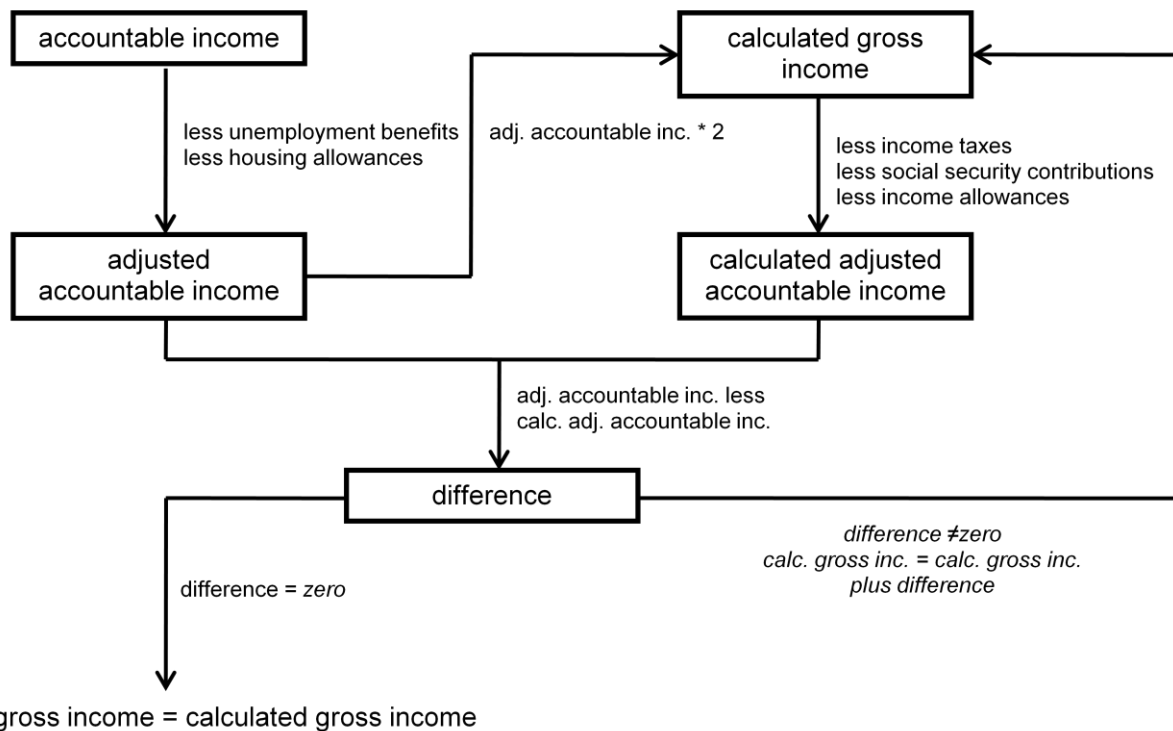 accountable income
calculated gross
income
less unemployment benefits
less housing allowances
adj. accountable inc. * 2
less income taxes
less social security contributions
less income allowances
adjusted
accountable income
calculated adjusted
accountable income
adj. accountable inc. less
calc. adj. accountable inc.
difference
difference ≠zero
calc. gross inc. = calc. gross inc.
plus difference
difference = zero
gross income = calculated gross income